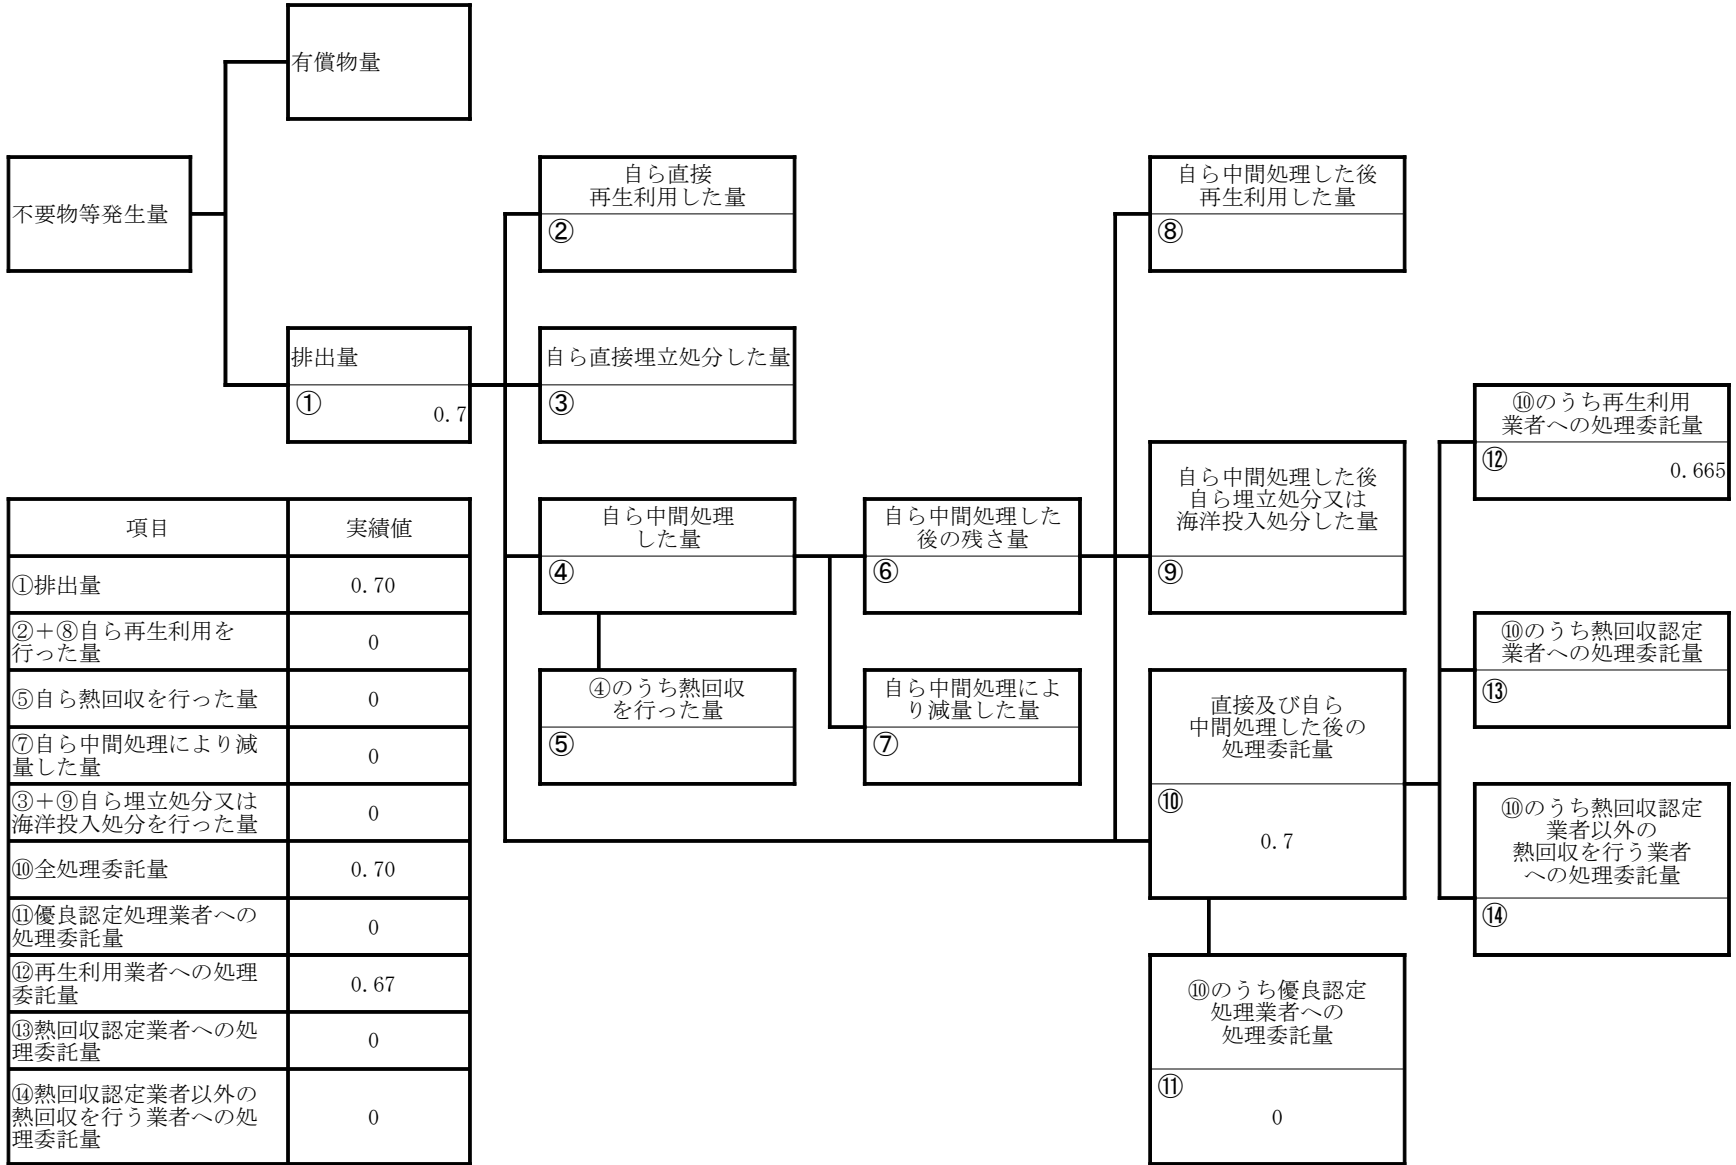 有償物量
不要物等発生量
排出量
①
0.7
自ら直接
再生利用した量
②
自ら直接埋立処分した量
③
自ら中間処理
した量
④
④のうち熱回収
を行った量
⑤
自ら中間処理した
後の残さ量
⑥
自ら中間処理によ
り減量した量
⑦
自ら中間処理した後
再生利用した量
⑧
自ら中間処理した後
自ら埋立処分又は
海洋投入処分した量
⑨
直接及び自ら
中間処理した後の
処理委託量
⑩
0.7
⑩のうち優良認定
処理業者への
処理委託量
⑪
0
⑩のうち再生利用
業者への処理委託量
⑫
0.665
⑩のうち熱回収認定
業者への処理委託量
⑬
⑩のうち熱回収認定
業者以外の
熱回収を行う業者
への処理委託量
⑭
項目 実績値
①排出量 0.70
②＋⑧自ら再生利用を
行った量 0
⑤自ら熱回収を行った量 0
⑦自ら中間処理により減
量した量 0
③＋⑨自ら埋立処分又は
海洋投入処分を行った量 0
⑩全処理委託量 0.70
⑪優良認定処理業者への
処理委託量 0
⑫再生利用業者への処理
委託量 0.67
⑬熱回収認定業者への処
理委託量 0
⑭熱回収認定業者以外の
熱回収を行う業者への処
理委託量 0